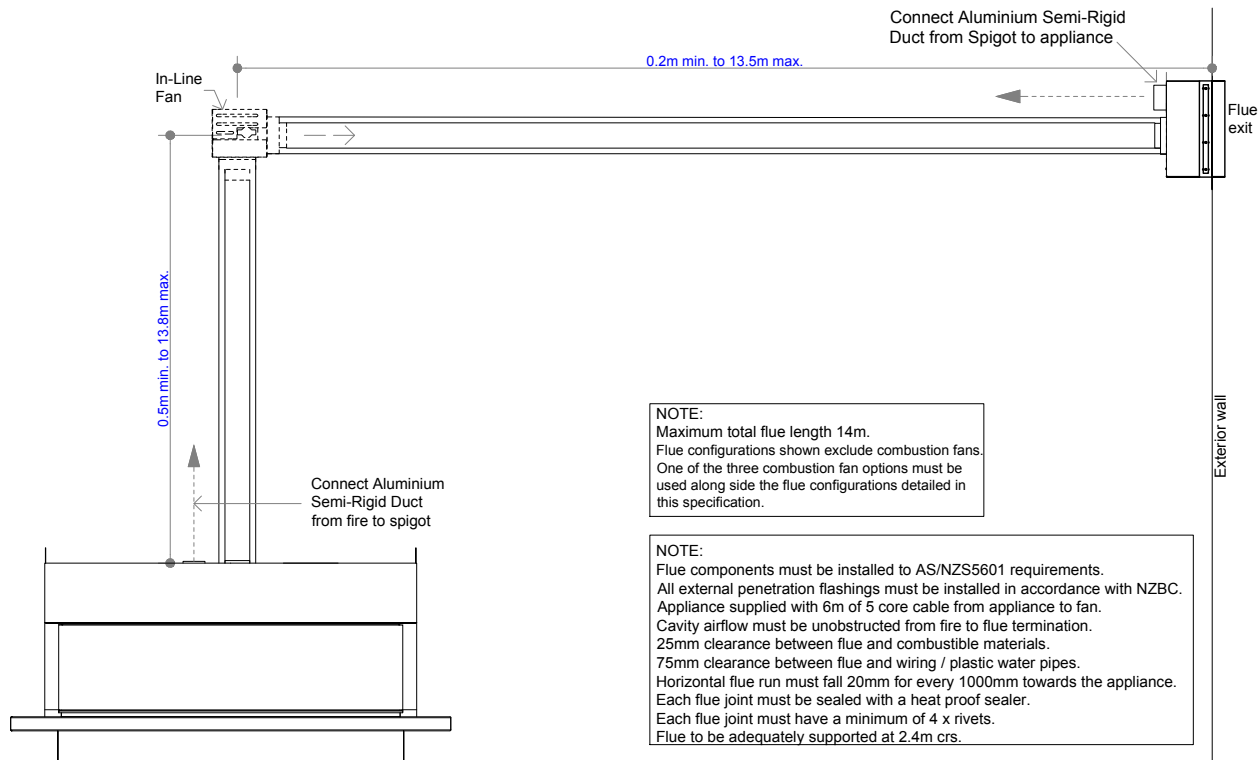 Connect Aluminium Semi-Rigid
Duct from Spigot to appliance
0.2m min. to 13.5m max.
In-Line
Fan
Flue
exit
0.5m min. to 13.8m max.
Exterior wall
Connect Aluminium
Semi-Rigid Duct
from fire to spigot
NOTE:
Maximum total flue length 14m.
Flue configurations shown exclude combustion fans.
One of the three combustion fan options must be
used along side the flue configurations detailed in
this specification.
NOTE:
Flue components must be installed to AS/NZS5601 requirements.
All external penetration flashings must be installed in accordance with NZBC.
Appliance supplied with 6m of 5 core cable from appliance to fan.
Cavity airflow must be unobstructed from fire to flue termination.
25mm clearance between flue and combustible materials.
75mm clearance between flue and wiring / plastic water pipes.
Horizontal flue run must fall 20mm for every 1000mm towards the appliance.
Each flue joint must be sealed with a heat proof sealer.
Each flue joint must have a minimum of 4 x rivets.
Flue to be adequately supported at 2.4m crs.